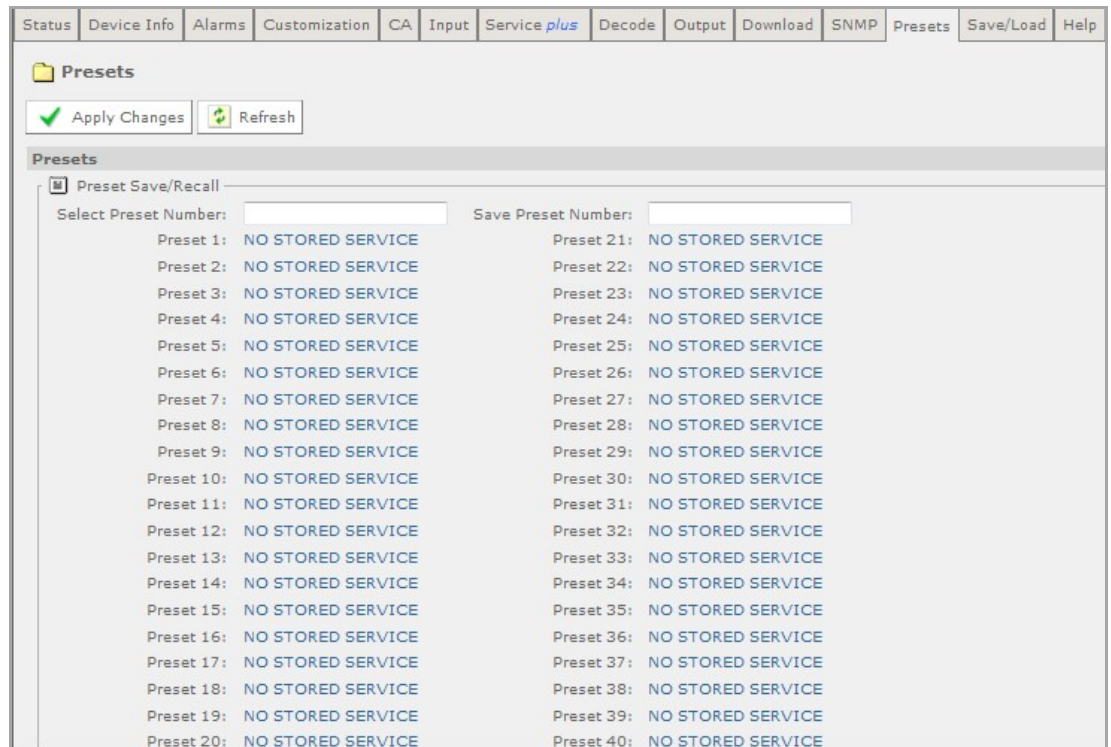 Status Device Info Alarms Customization CA Input Service plus Decode Output Download SNMP Presets Save/Load Help
Presets
Apply Changes Refresh
Presets
Preset Save/Recall
Select Preset Number: Save Preset Number:
Preset 1: NO STORED SERVICE Preset 21: NO STORED SERVICE
Preset 2: NO STORED SERVICE Preset 22: NO STORED SERVICE
Preset 3: NO STORED SERVICE Preset 23: NO STORED SERVICE
Preset 4: NO STORED SERVICE Preset 24: NO STORED SERVICE
Preset 5: NO STORED SERVICE Preset 25: NO STORED SERVICE
Preset 6: NO STORED SERVICE Preset 26: NO STORED SERVICE
Preset 7: NO STORED SERVICE Preset 27: NO STORED SERVICE
Preset 8: NO STORED SERVICE Preset 28: NO STORED SERVICE
Preset 9: NO STORED SERVICE Preset 29: NO STORED SERVICE
Preset 10: NO STORED SERVICE Preset 30: NO STORED SERVICE
Preset 11: NO STORED SERVICE Preset 31: NO STORED SERVICE
Preset 12: NO STORED SERVICE Preset 32: NO STORED SERVICE
Preset 13: NO STORED SERVICE Preset 33: NO STORED SERVICE
Preset 14: NO STORED SERVICE Preset 34: NO STORED SERVICE
Preset 15: NO STORED SERVICE Preset 35: NO STORED SERVICE
Preset 16: NO STORED SERVICE Preset 36: NO STORED SERVICE
Preset 17: NO STORED SERVICE Preset 37: NO STORED SERVICE
Preset 18: NO STORED SERVICE Preset 38: NO STORED SERVICE
Preset 19: NO STORED SERVICE Preset 39: NO STORED SERVICE
Preset 20: NO STORED SERVICE Preset 40: NO STORED SERVICE